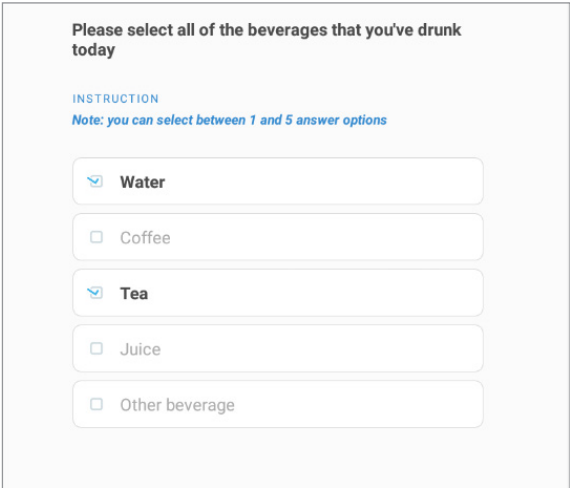 Please select all of the beverages that you've drunk
today
INSTRUCTION
Note: you can select between 1 and 5 answer options
Water
Coffee
Tea
Juice
Other beverage